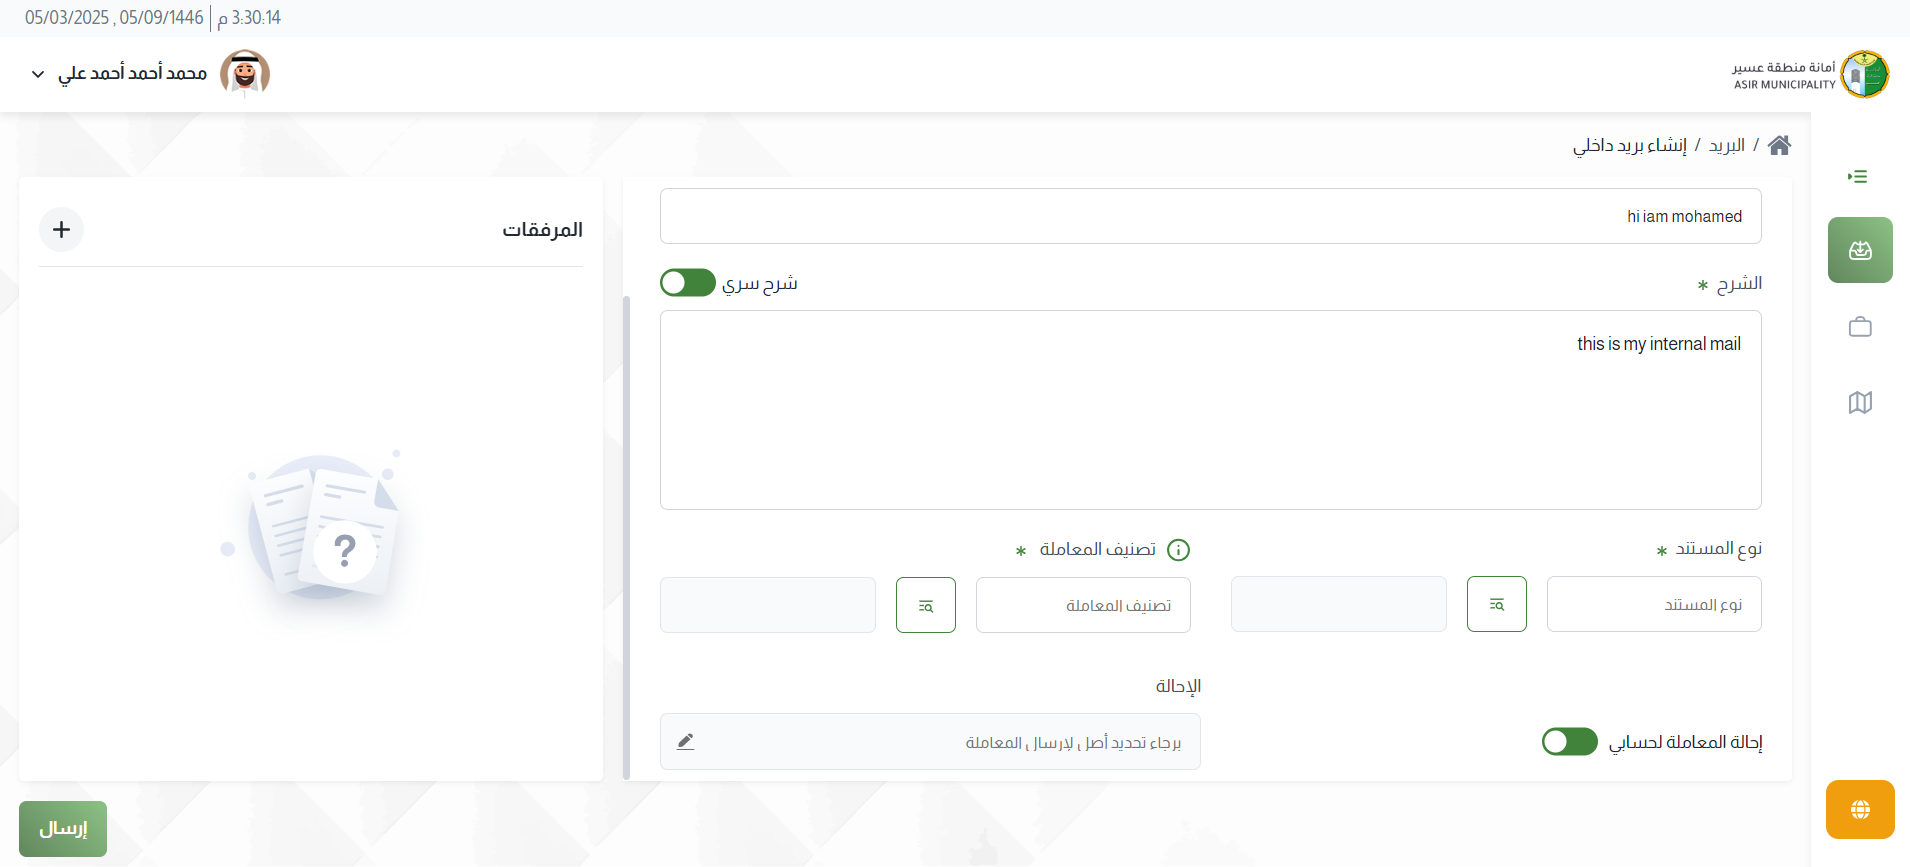 05/03/2025 , 05/09/1446 | 3:30:14 م
أمانة منطقة عسير
ASIR MUNICIPALITY
محمد أحمد أحمد علي
البريد / إنشاء بريد داخلي
hi iam mohamed
الشرح *
شرح سري
this is my internal mail
نوع المستند *
تصنيف المعاملة *
نوع المستند
تصنيف المعاملة
الإحالة
إحالة المعاملة لحسابي
برجاء تحديد أصل لإرسال المعاملة
المرفقات
إرسال